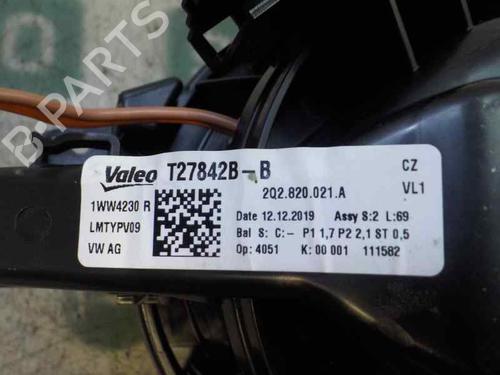 B-Parts
Valeo T27842B-B CZ
2Q2.820.021.A VL1
1WW4230 R
LMTYPV09
VW AG
Date 12.12.2019 Assy S:2 L:69
Bal S: C:- P1 1,7 P2 2,1 ST 0,5
Op: 4051 K: 00 001 111582